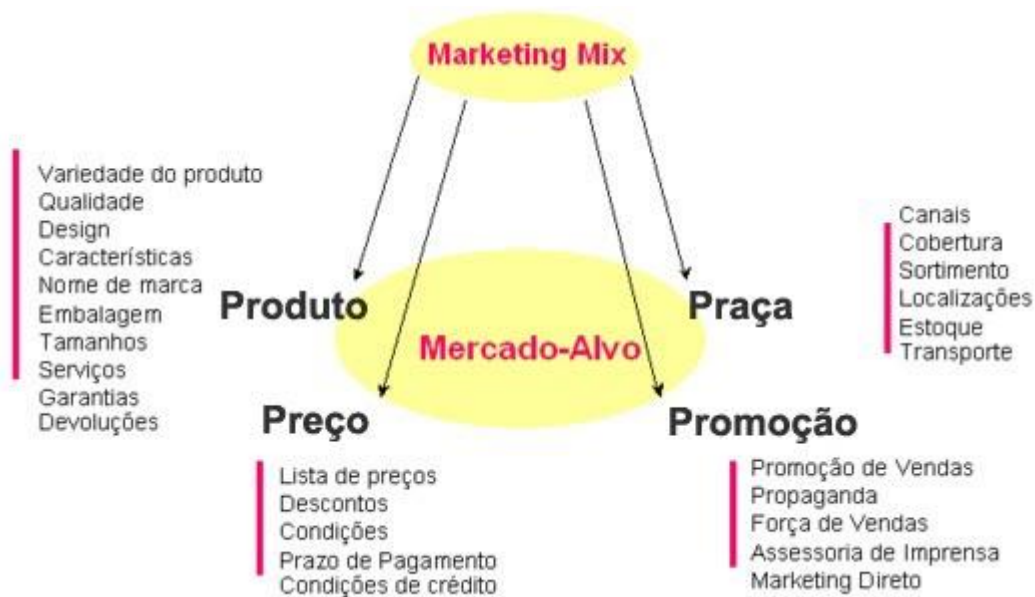 Marketing Mix
Variedade do produto
Qualidade
Design
Características
Nome de marca
Embalagem
Tamanhos
Serviços
Garantias
Devoluções
Produto
Praça
Canais
Cobertura
Sortimento
Localizações
Estoque
Transporte
Mercado-Alvo
Preço
Lista de preços
Descontos
Condições
Prazo de Pagamento
Condições de crédito
Promoção
Promoção de Vendas
Propaganda
Força de Vendas
Assessoria de Imprensa
Marketing Direto